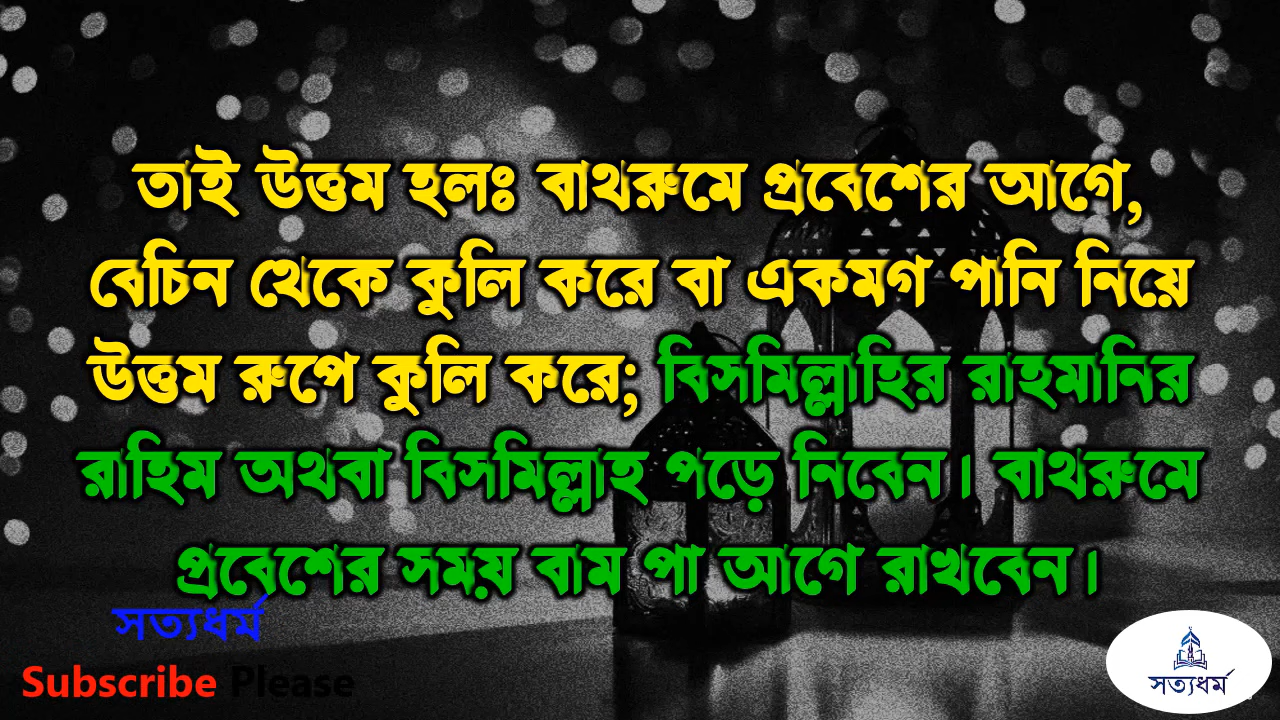 তাই উত্তম হলঃ বাথরুমে প্রবেশের আগে,
বেচিন থেকে কুলি করে বা একমগ পানি নিয়ে
উত্তম রুপে কুলি করে; বিসমিল্লাহির রাহমানির
রাহিম অথবা বিসমিল্লাহ পড়ে নিবেন। বাথরুমে
প্রবেশের সময় বাম পা আগে রাখবেন।
সত্যধর্ম
Subscribe Please
সত্যধর্ম